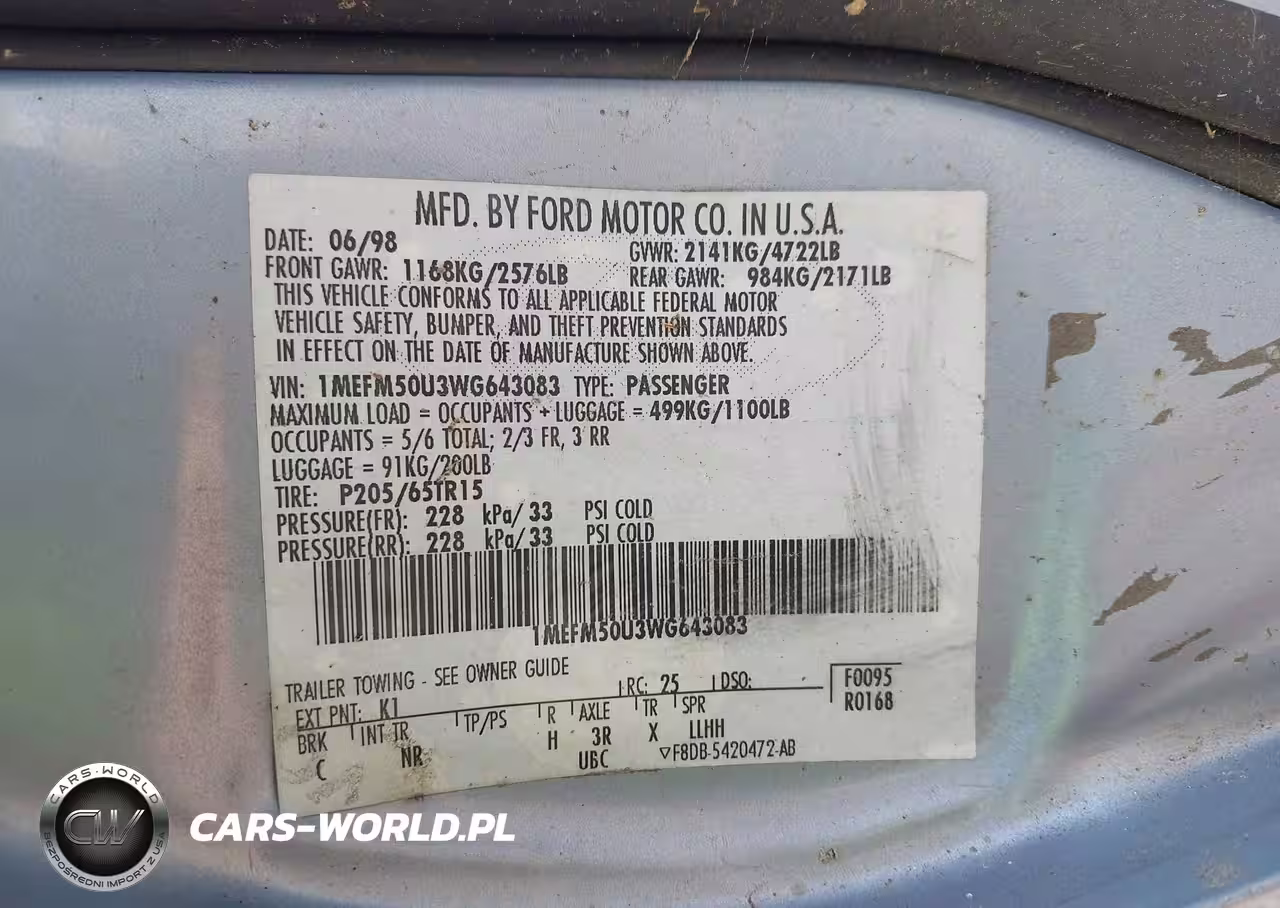 MFD. BY FORD MOTOR CO. IN U.S.A.
DATE: 06/98 GVWR: 2141KG/4722LB
FRONT GAWR: 1168KG/2576LB REAR GAWR: 984KG/2171LB
THIS VEHICLE CONFORMS TO ALL APPLICABLE FEDERAL MOTOR
VEHICLE SAFETY, BUMPER, AND THEFT PREVENTION STANDARDS
IN EFFECT ON THE DATE OF MANUFACTURE SHOWN ABOVE.
VIN: 1MEFM50U3WG643083 TYPE: PASSENGER
MAXIMUM LOAD = OCCUPANTS + LUGGAGE = 499KG/1100LB
OCCUPANTS = 5/6 TOTAL; 2/3 FR, 3 RR
LUGGAGE = 91KG/200LB
TIRE: P205/65TR15
PRESSURE(FR): 228 kPa/ 33 PSI COLD
PRESSURE(RR): 228 kPa/ 33 PSI COLD
1MEFM50U3WG643083
TRAILER TOWING - SEE OWNER GUIDE
EXT PNT: K1 RC: 25 DSO: F0095
R0168
BRK INT TR TP/PS R AXLE TR SPR
C NR H 3R X LLHH
UBC ▽F8DB-5420472-AB
CARS-WORLD
CW
BEZPOŚREDNI IMPORT Z USA
CARS-WORLD.PL